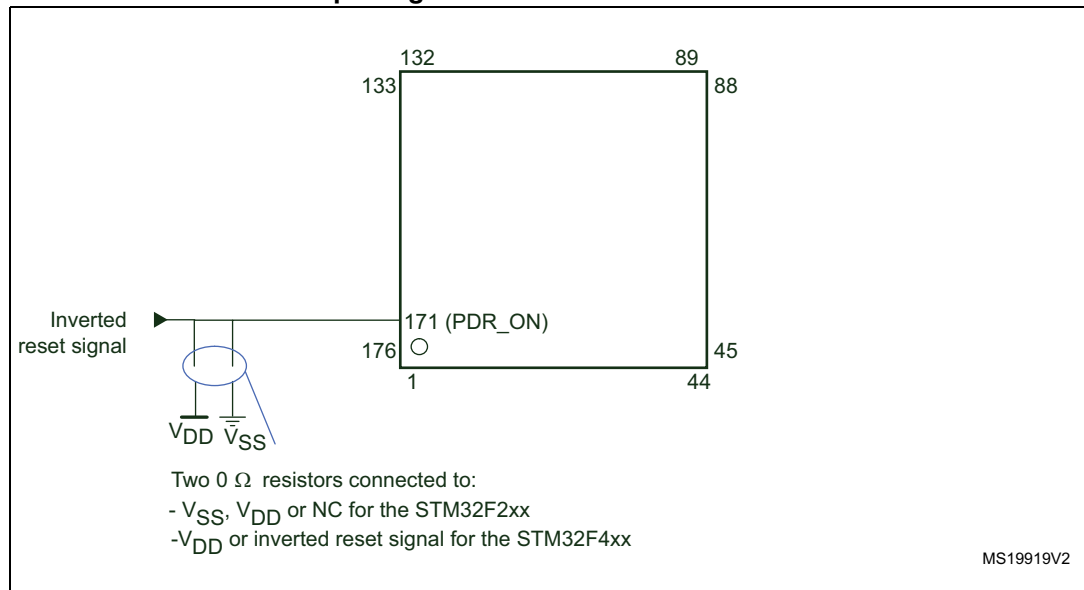 132 89
133 88
Inverted
reset signal
171 (PDR_ON)
176 45
1 44
VDD VSS
Two 0 Ω resistors connected to:
- VSS, VDD or NC for the STM32F2xx
-VDD or inverted reset signal for the STM32F4xx
MS19919V2